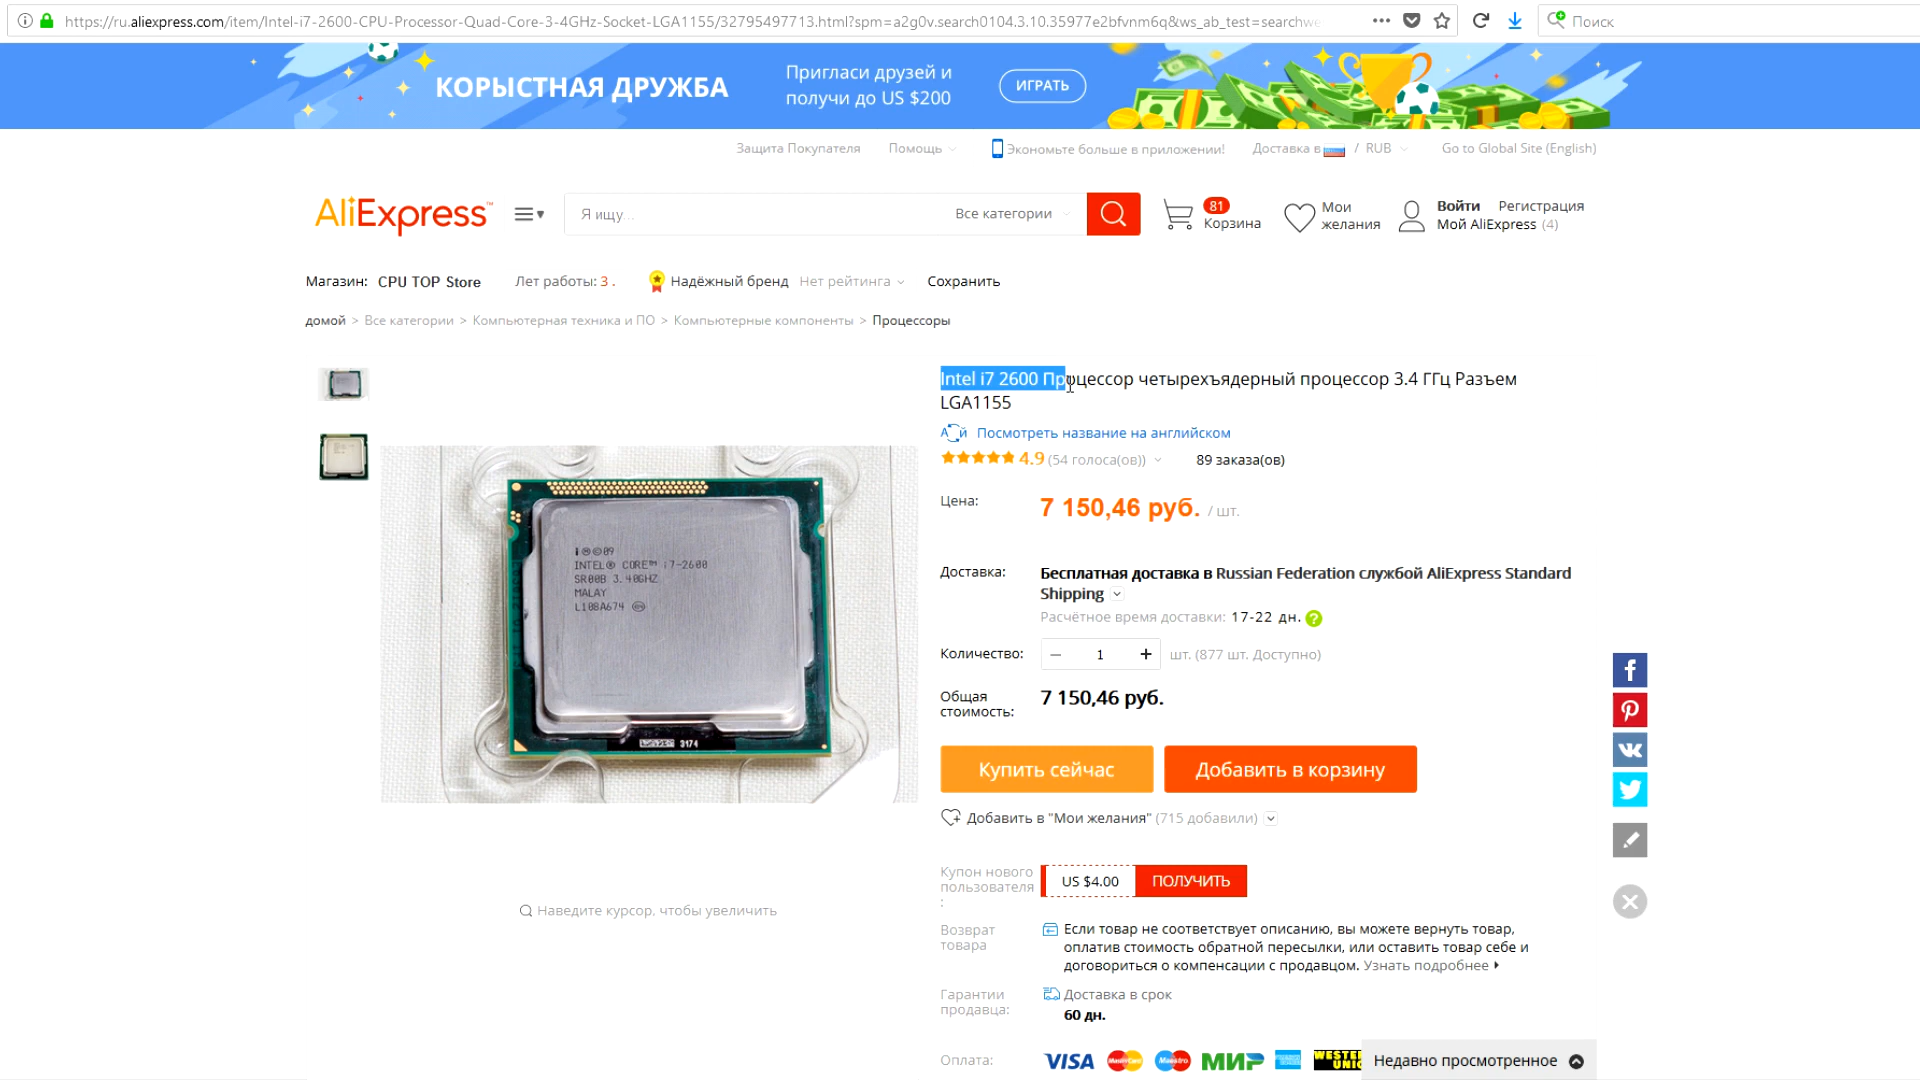 https://ru.aliexpress.com/item/Intel-i7-2600-CPU-Processor-Quad-Core-3-4GHz-Socket-LGA1155/32795497713.html?spm=a2g0v.search0104.3.10.35977e2bfvnm6q&ws_ab_test=searchwe
Поиск
КОРЫСТНАЯ ДРУЖБА
Пригласи друзей и
получи до US $200
ИГРАТЬ
Защита Покупателя
Помощь
Экономьте больше в приложении!
Доставка в / RUB
Go to Global Site (English)
AliExpress™
Я ищу...
Все категории
81
Корзина
Мои
желания
Войти Регистрация
Мой AliExpress (4)
Магазин: CPU TOP Store
Лет работы: 3 .
Надёжный бренд Нет рейтинга
Сохранить
домой > Все категории > Компьютерная техника и ПО > Компьютерные компоненты > Процессоры
Intel i7 2600 Процессор четырехъядерный процессор 3.4 ГГц Разъем
LGA1155
Посмотреть название на английском
4.9 (54 голоса(ов)) 89 заказа(ов)
Цена: 7 150,46 руб. / шт.
Доставка: Бесплатная доставка в Russian Federation службой AliExpress Standard
Shipping
Расчётное время доставки: 17-22 дн. ?
Количество: − 1 + шт. (877 шт. Доступно)
Общая
стоимость: 7 150,46 руб.
Купить сейчас
Добавить в корзину
Добавить в "Мои желания" (715 добавили)
Купон нового
пользователя
:
US $4.00 ПОЛУЧИТЬ
Возврат
товара
Если товар не соответствует описанию, вы можете вернуть товар,
оплатив стоимость обратной пересылки, или оставить товар себе и
договориться о компенсации с продавцом. Узнать подробнее
Гарантии
продавца:
Доставка в срок
60 дн.
Оплата: VISA MasterCard Maestro МИР WESTERN UNION
Недавно просмотренное
i Ⓜ©09
INTEL® CORE™ i7-2600
SR00B 3.40GHZ
MALAY
L108A674
3174
Наведите курсор, чтобы увеличить